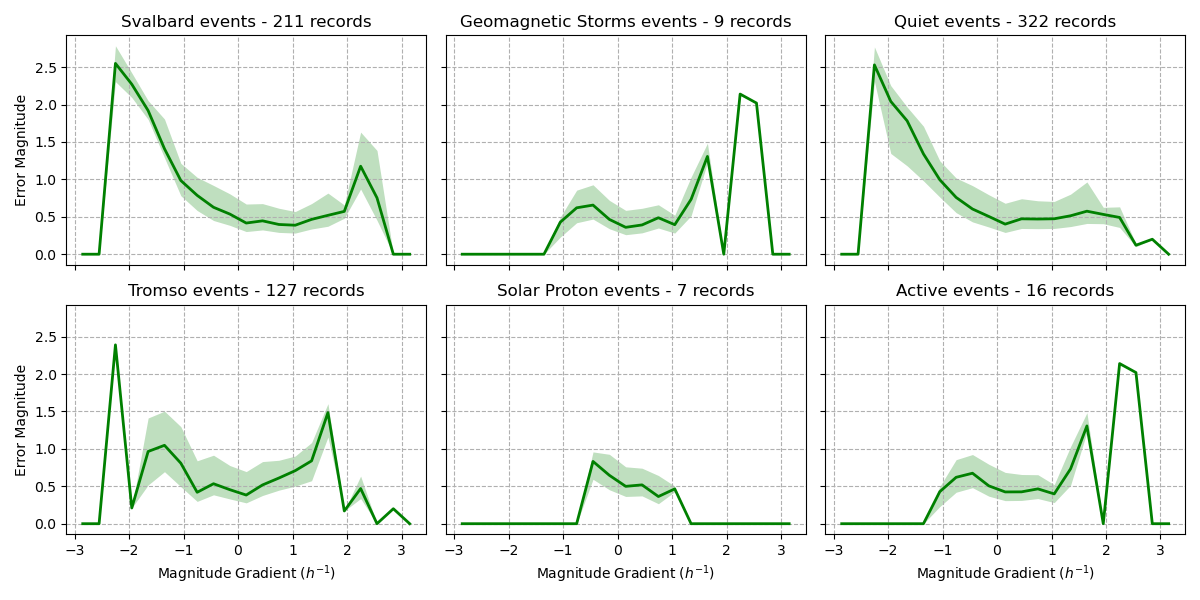 Svalbard events - 211 records
Geomagnetic Storms events - 9 records
Quiet events - 322 records
Error Magnitude
2.5
2.0
1.5
1.0
0.5
0.0
Tromso events - 127 records
Solar Proton events - 7 records
Active events - 16 records
Error Magnitude
2.5
2.0
1.5
1.0
0.5
0.0
−3 −2 −1 0 1 2 3
−3 −2 −1 0 1 2 3
−3 −2 −1 0 1 2 3
Magnitude Gradient (h⁻¹)
Magnitude Gradient (h⁻¹)
Magnitude Gradient (h⁻¹)